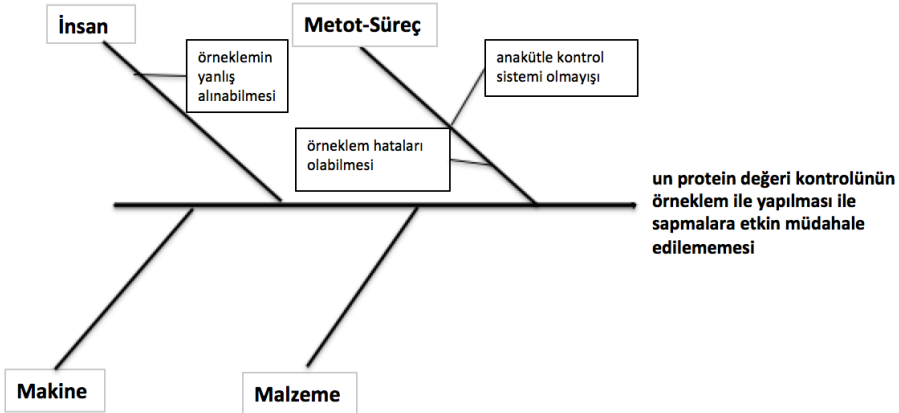 İnsan
Metot-Süreç
örneklemin
yanlış
alınabilmesi
anakütle kontrol
sistemi olmayışı
örneklem hataları
olabilmesi
un protein değeri kontrolünün
örneklem ile yapılması ile
sapmalara etkin müdahale
edilememesi
Makine
Malzeme